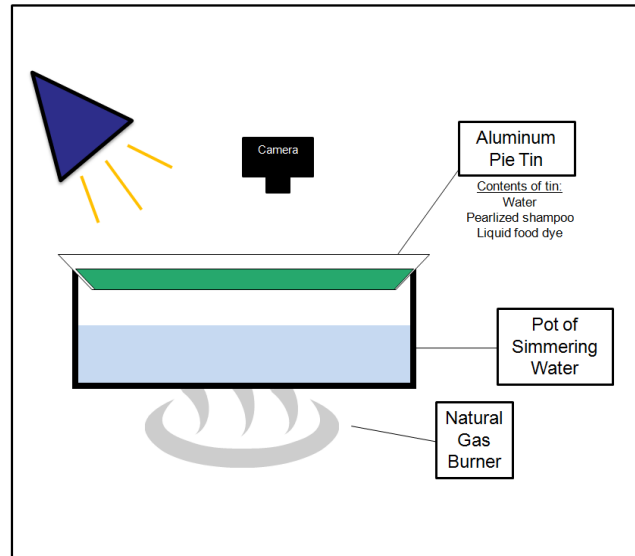 Camera
Aluminum
Pie Tin
Contents of tin:
Water
Pearlized shampoo
Liquid food dye
Pot of
Simmering
Water
Natural
Gas
Burner